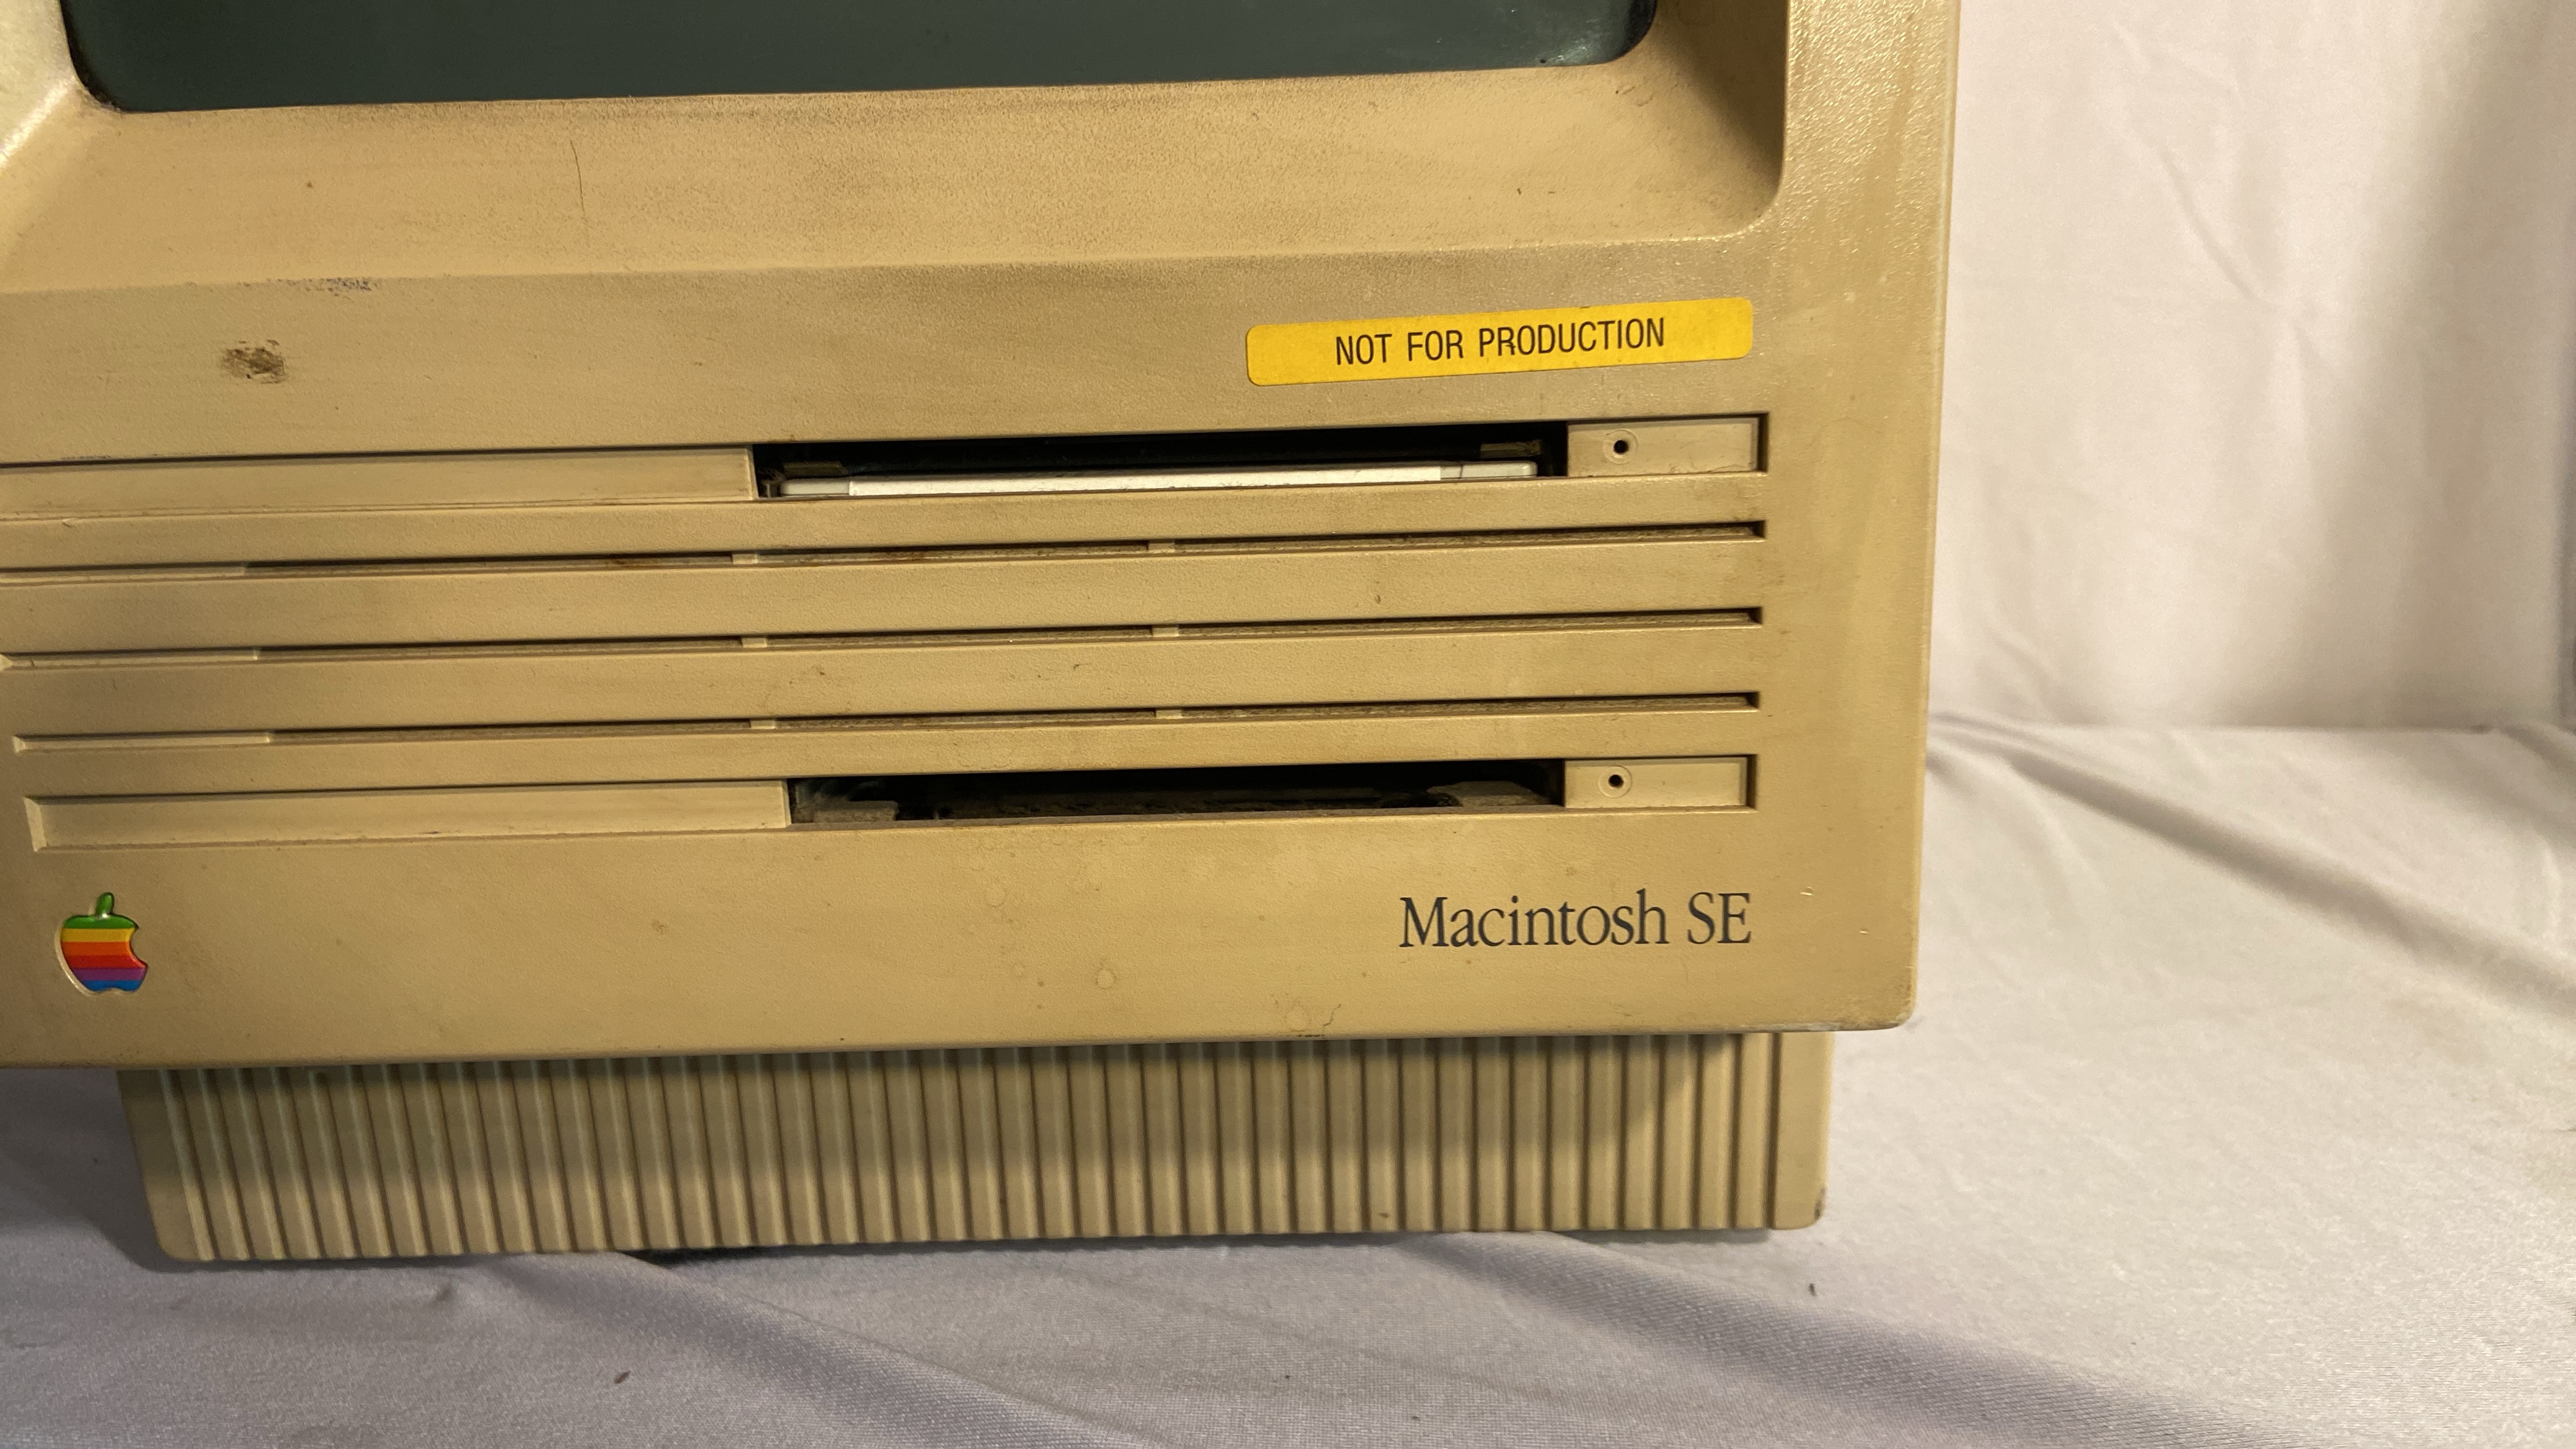 NOT FOR PRODUCTION
Macintosh SE